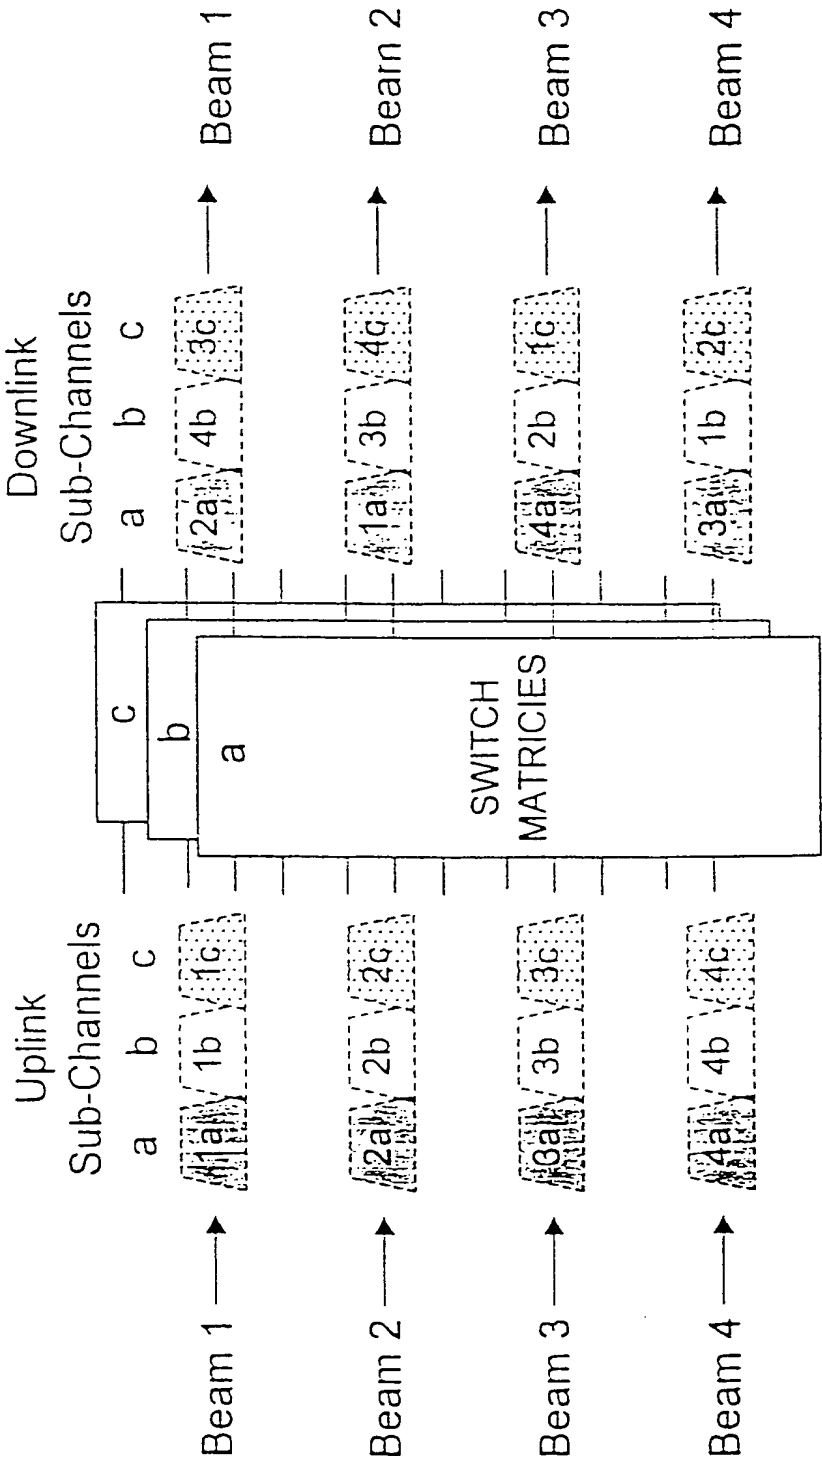 Uplink
Sub-Channels
a b c
Downlink
Sub-Channels
a b c
c
b
a
SWITCH
MATRICIES
Beam 1
1a 1b 1c
2a 4b 3c
Beam 1
Beam 2
2a 2b 2c
1a 3b 4c
Bearn 2
Beam 3
3a 3b 3c
4a 2b 1c
Beam 3
Beam 4
4a 4b 4c
3a 1b 2c
Beam 4